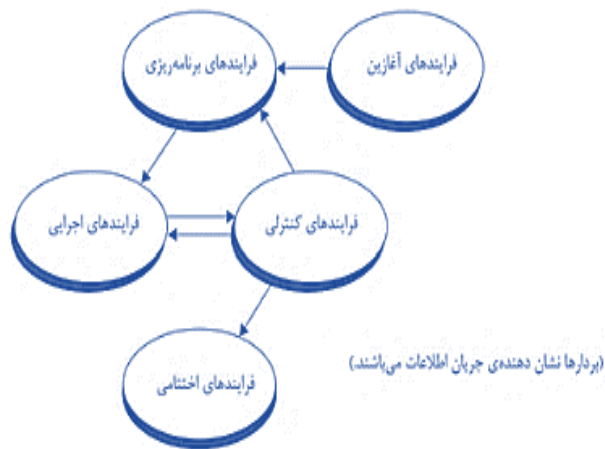 فرایندهای آغازین
فرایندهای برنامه‌ریزی
فرایندهای کنترلی
فرایندهای اجرایی
فرایندهای اختتامی
(بردارها نشان دهنده‌ی جریان اطلاعات می‌باشند.)